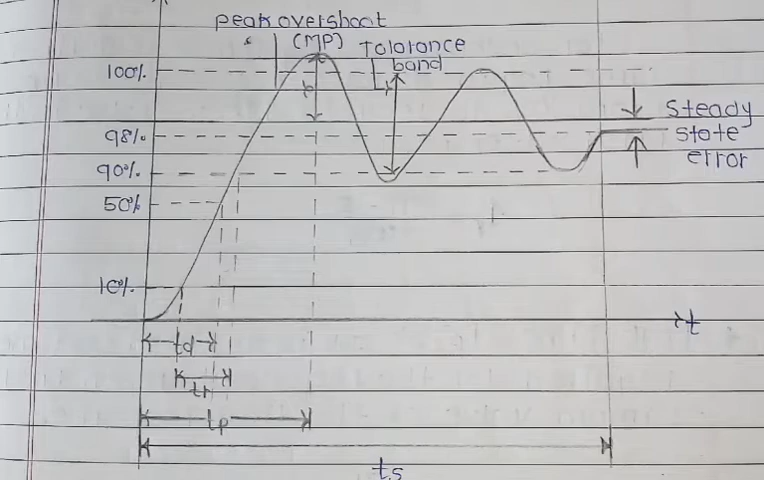 peak overshoot
(MP)
Tolorance
band
100%
98%
90%
50%
10%
Steady
state
error
t
td
tr
tp
ts